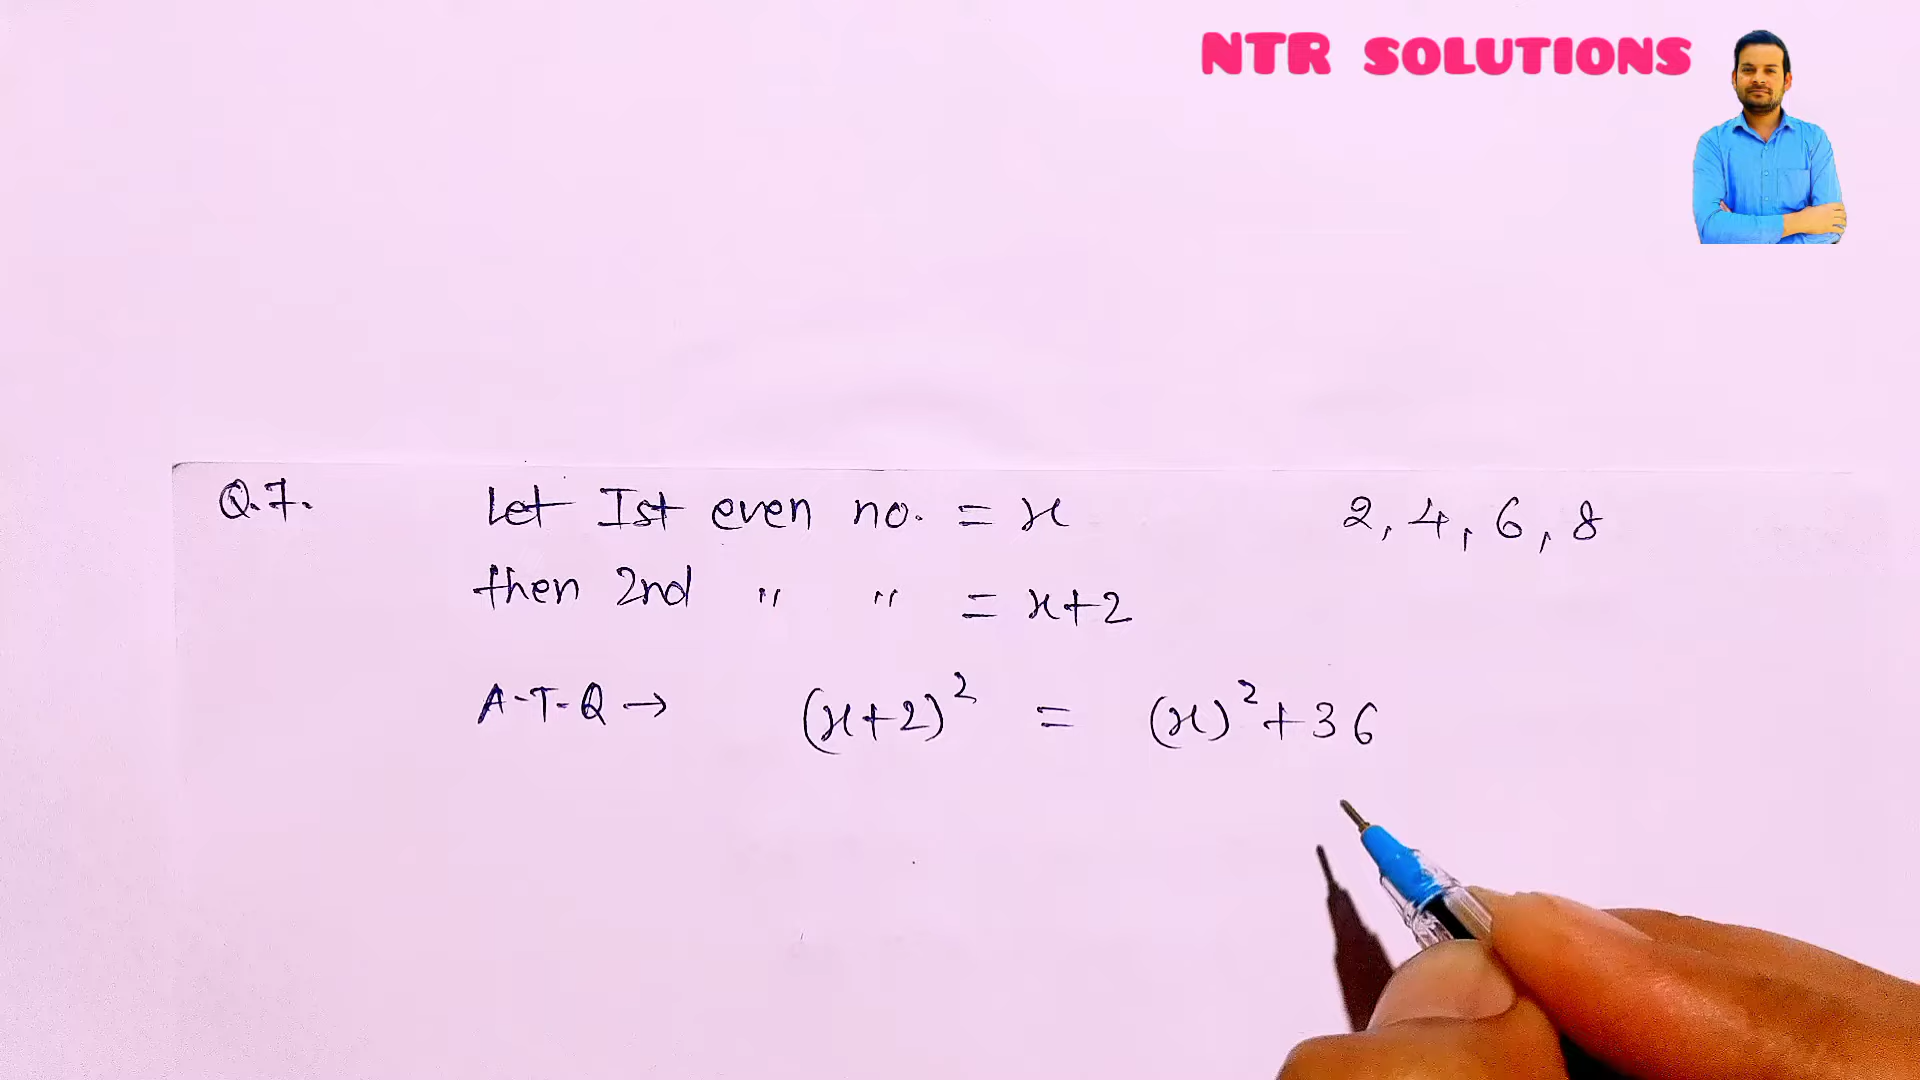 NTR SOLUTIONS
Q.7. Let Ist even no. = x 2, 4, 6, 8
then 2nd " " = x+2
A-T-Q → (x+2)² = (x)²+36